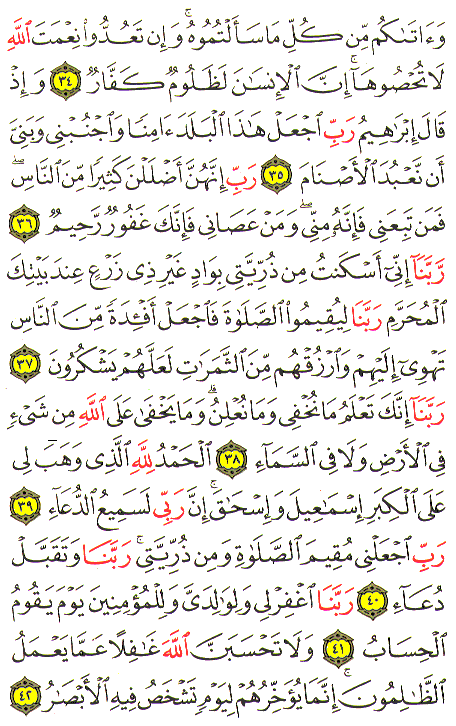 وَءَاتَىٰكُم مِّن كُلِّ مَا سَأَلْتُمُوهُ ۚ وَإِن تَعُدُّوا۟ نِعْمَتَ ٱللَّهِ
لَا تُحْصُوهَآ ۗ إِنَّ ٱلْإِنسَـٰنَ لَظَلُومٌ كَفَّارٌ ٣٤ وَإِذْ
قَالَ إِبْرَٰهِيمُ رَبِّ ٱجْعَلْ هَـٰذَا ٱلْبَلَدَ ءَامِنًا وَٱجْنُبْنِى وَبَنِىَّ
أَن نَّعْبُدَ ٱلْأَصْنَامَ ٣٥ رَبِّ إِنَّهُنَّ أَضْلَلْنَ كَثِيرًا مِّنَ ٱلنَّاسِ ۖ
فَمَن تَبِعَنِى فَإِنَّهُۥ مِنِّى ۖ وَمَنْ عَصَانِى فَإِنَّكَ غَفُورٌ رَّحِيمٌ ٣٦
رَّبَّنَآ إِنِّىٓ أَسْكَنتُ مِن ذُرِّيَّتِى بِوَادٍ غَيْرِ ذِى زَرْعٍ عِندَ بَيْتِكَ
ٱلْمُحَرَّمِ رَبَّنَا لِيُقِيمُوا۟ ٱلصَّلَوٰةَ فَٱجْعَلْ أَفْـِٔدَةً مِّنَ ٱلنَّاسِ
تَهْوِىٓ إِلَيْهِمْ وَٱرْزُقْهُم مِّنَ ٱلثَّمَرَٰتِ لَعَلَّهُمْ يَشْكُرُونَ ٣٧
رَبَّنَآ إِنَّكَ تَعْلَمُ مَا نُخْفِى وَمَا نُعْلِنُ ۗ وَمَا يَخْفَىٰ عَلَى ٱللَّهِ مِن شَىْءٍ
فِى ٱلْأَرْضِ وَلَا فِى ٱلسَّمَآءِ ٣٨ ٱلْحَمْدُ لِلَّهِ ٱلَّذِى وَهَبَ لِى
عَلَى ٱلْكِبَرِ إِسْمَـٰعِيلَ وَإِسْحَـٰقَ ۚ إِنَّ رَبِّى لَسَمِيعُ ٱلدُّعَآءِ ٣٩
رَبِّ ٱجْعَلْنِى مُقِيمَ ٱلصَّلَوٰةِ وَمِن ذُرِّيَّتِى ۚ رَبَّنَا وَتَقَبَّلْ
دُعَآءِ ٤٠ رَبَّنَا ٱغْفِرْ لِى وَلِوَٰلِدَىَّ وَلِلْمُؤْمِنِينَ يَوْمَ يَقُومُ
ٱلْحِسَابُ ٤١ وَلَا تَحْسَبَنَّ ٱللَّهَ غَـٰفِلًا عَمَّا يَعْمَلُ
ٱلظَّـٰلِمُونَ ۚ إِنَّمَا يُؤَخِّرُهُمْ لِيَوْمٍ تَشْخَصُ فِيهِ ٱلْأَبْصَـٰرُ ٤٢